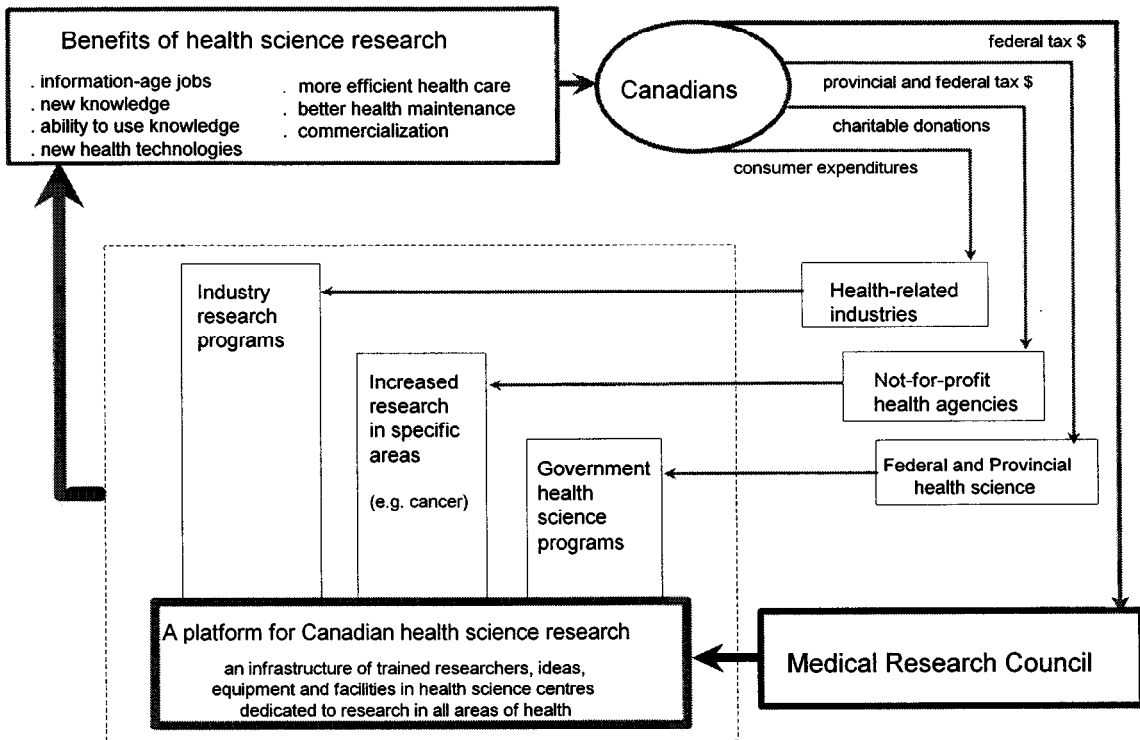 Benefits of health science research
. information-age jobs
. new knowledge
. ability to use knowledge
. new health technologies
. more efficient health care
. better health maintenance
. commercialization
Canadians
federal tax $
provincial and federal tax $
charitable donations
consumer expenditures
Industry
research
programs
Health-related
industries
Increased
research
in specific
areas
(e.g. cancer)
Not-for-profit
health agencies
Government
health
science
programs
Federal and Provincial
health science
A platform for Canadian health science research
an infrastructure of trained researchers, ideas,
equipment and facilities in health science centres
dedicated to research in all areas of health
Medical Research Council